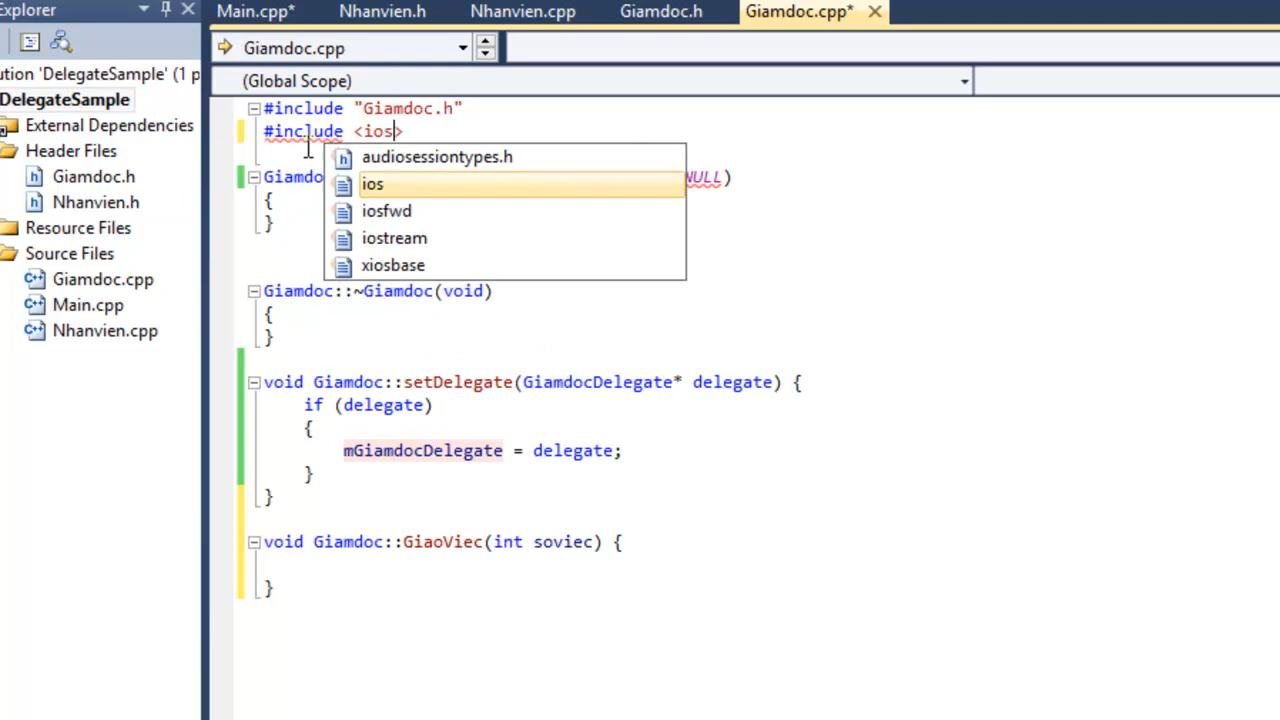 Explorer
Main.cpp*
Nhanvien.h
Nhanvien.cpp
Giamdoc.h
Giamdoc.cpp*
Giamdoc.cpp
(Global Scope)
ution 'DelegateSample' (1 p
DelegateSample
External Dependencies
Header Files
Giamdoc.h
Nhanvien.h
Resource Files
Source Files
Giamdoc.cpp
Main.cpp
Nhanvien.cpp
#include "Giamdoc.h"
#include <ios>
audiosessiontypes.h
ios
iosfwd
iostream
xiosbase
Giamdo NULL)
{
}
Giamdoc::~Giamdoc(void)
{
}
void Giamdoc::setDelegate(GiamdocDelegate* delegate) {
if (delegate)
{
mGiamdocDelegate = delegate;
}
}
void Giamdoc::GiaoViec(int soviec) {
}